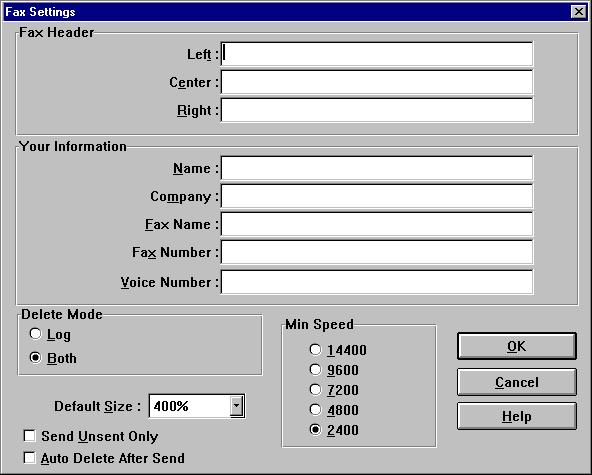 Fax Settings
Fax Header
Left :
Center :
Right :
Your Information
Name :
Company :
Fax Name :
Fax Number :
Voice Number :
Delete Mode
Log
Both
Default Size : 400%
Send Unsent Only
Auto Delete After Send
Min Speed
14400
9600
7200
4800
2400
OK
Cancel
Help